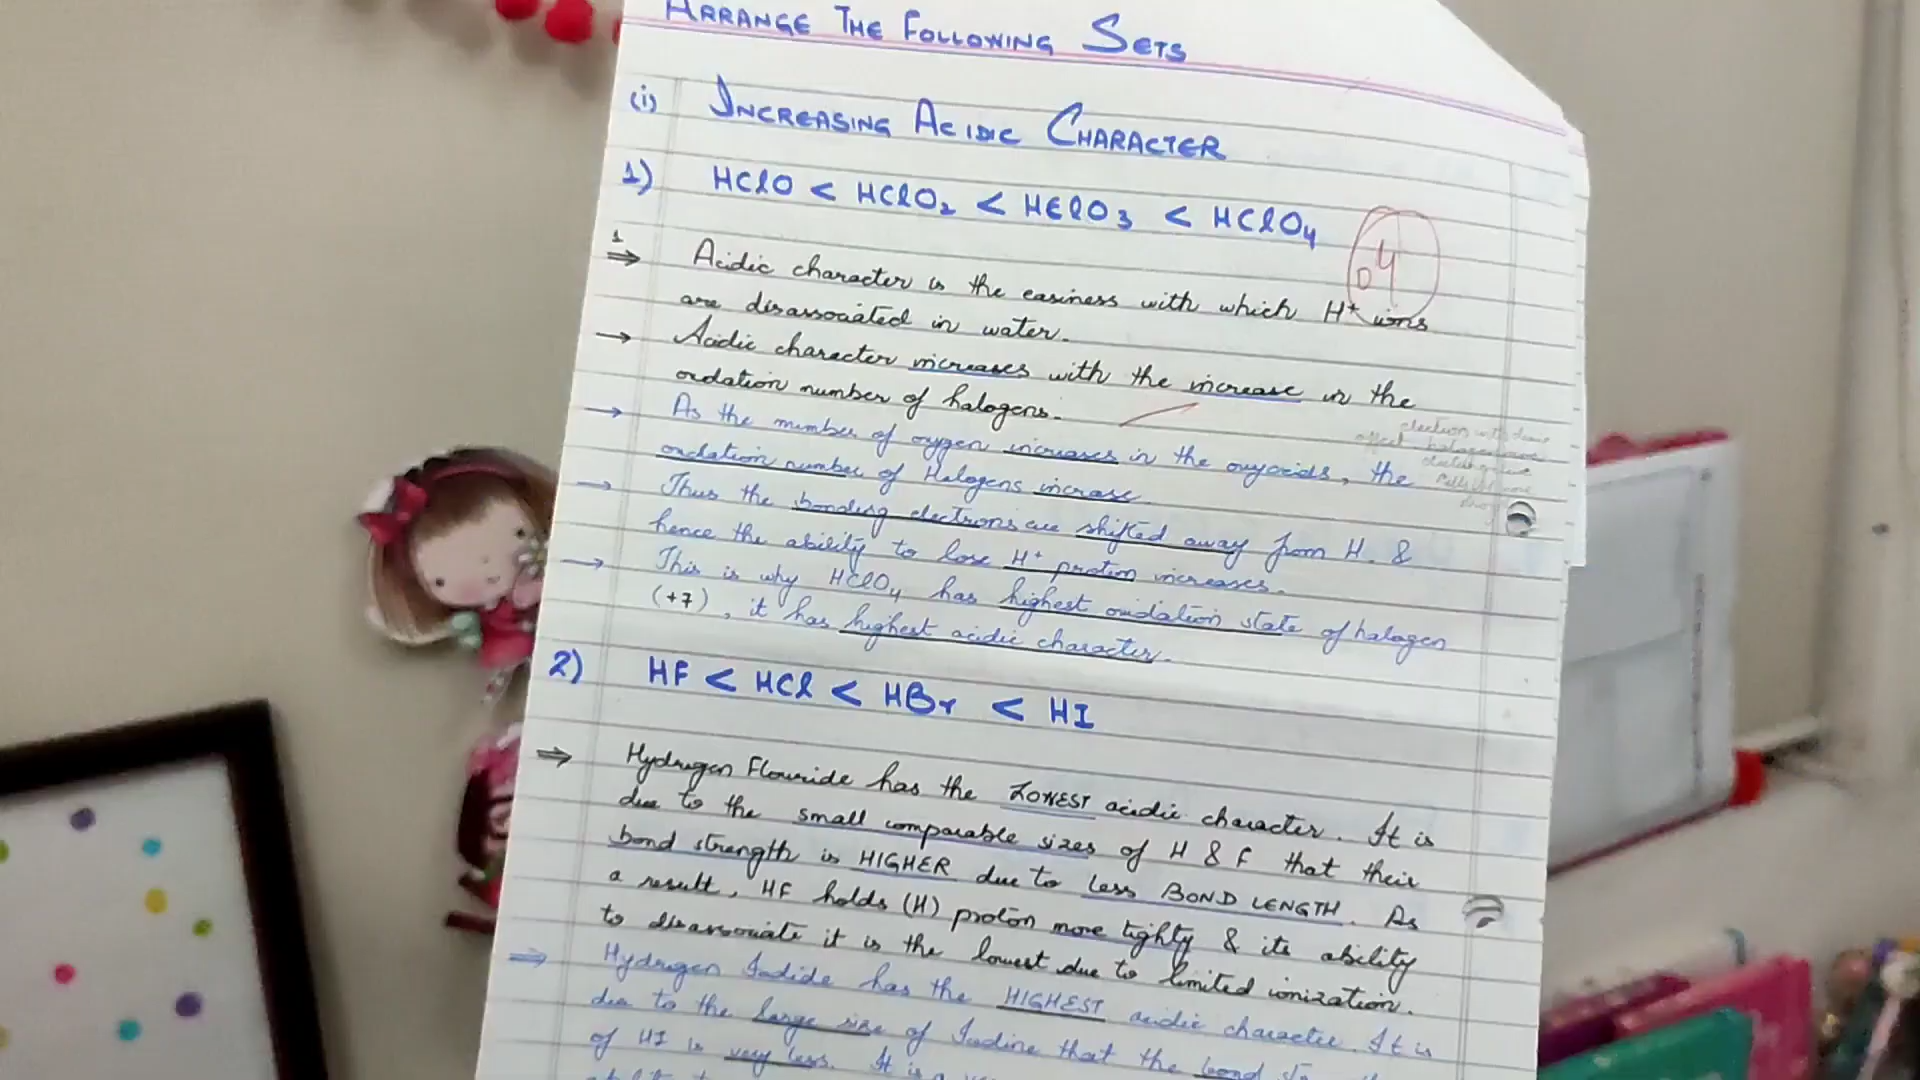 ARRANGE THE FOLLOWING SETS
(i) INCREASING ACIDIC CHARACTER
1) HClO < HClO2 < HClO3 < HClO4
04
1
⇒ Acidic character is the easiness with which H+ ions
are disassociated in water.
→ Acidic character increases with the increase in the
oxdation number of halogens.
→ As the number of oxygen increases in the oxyacids, the
oxdation number of Halogens increase
→ Thus the bonding electrons are shifted away from H. &
hence the ability to lose H+ proton increases.
→ This is why HClO4 has highest oxidation state of halogen
(+7), it has highest acidic character.
2) HF < HCl < HBr < HI
⇒ Hydrogen Flouride has the LOWEST acidic character. It is
due to the small comparable sizes of H & F that their
bond strength is HIGHER due to less BOND LENGTH. As
a result, HF holds (H) proton more tighty & its ability
to disassouiate it is the lowest due to limited ionization.
⇒ Hydrogen Iodide has the HIGHEST acidic character. It is
due to the large size of Iodine that the bond
of HI is very less. It is a